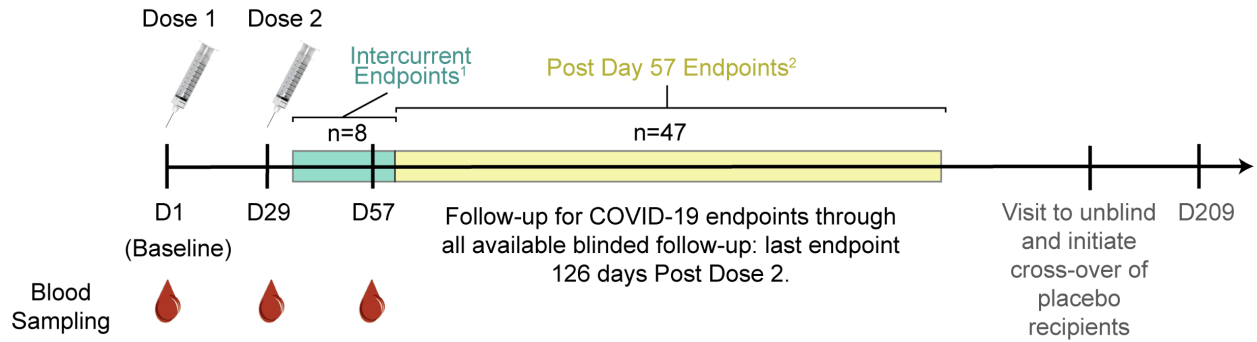 Dose 1
Dose 2
Intercurrent
Endpoints¹
Post Day 57 Endpoints²
n=8
n=47
D1
(Baseline)
D29
D57
Follow-up for COVID-19 endpoints through
all available blinded follow-up: last endpoint
126 days Post Dose 2.
Visit to unblind
and initiate
cross-over of
placebo
recipients
D209
Blood
Sampling